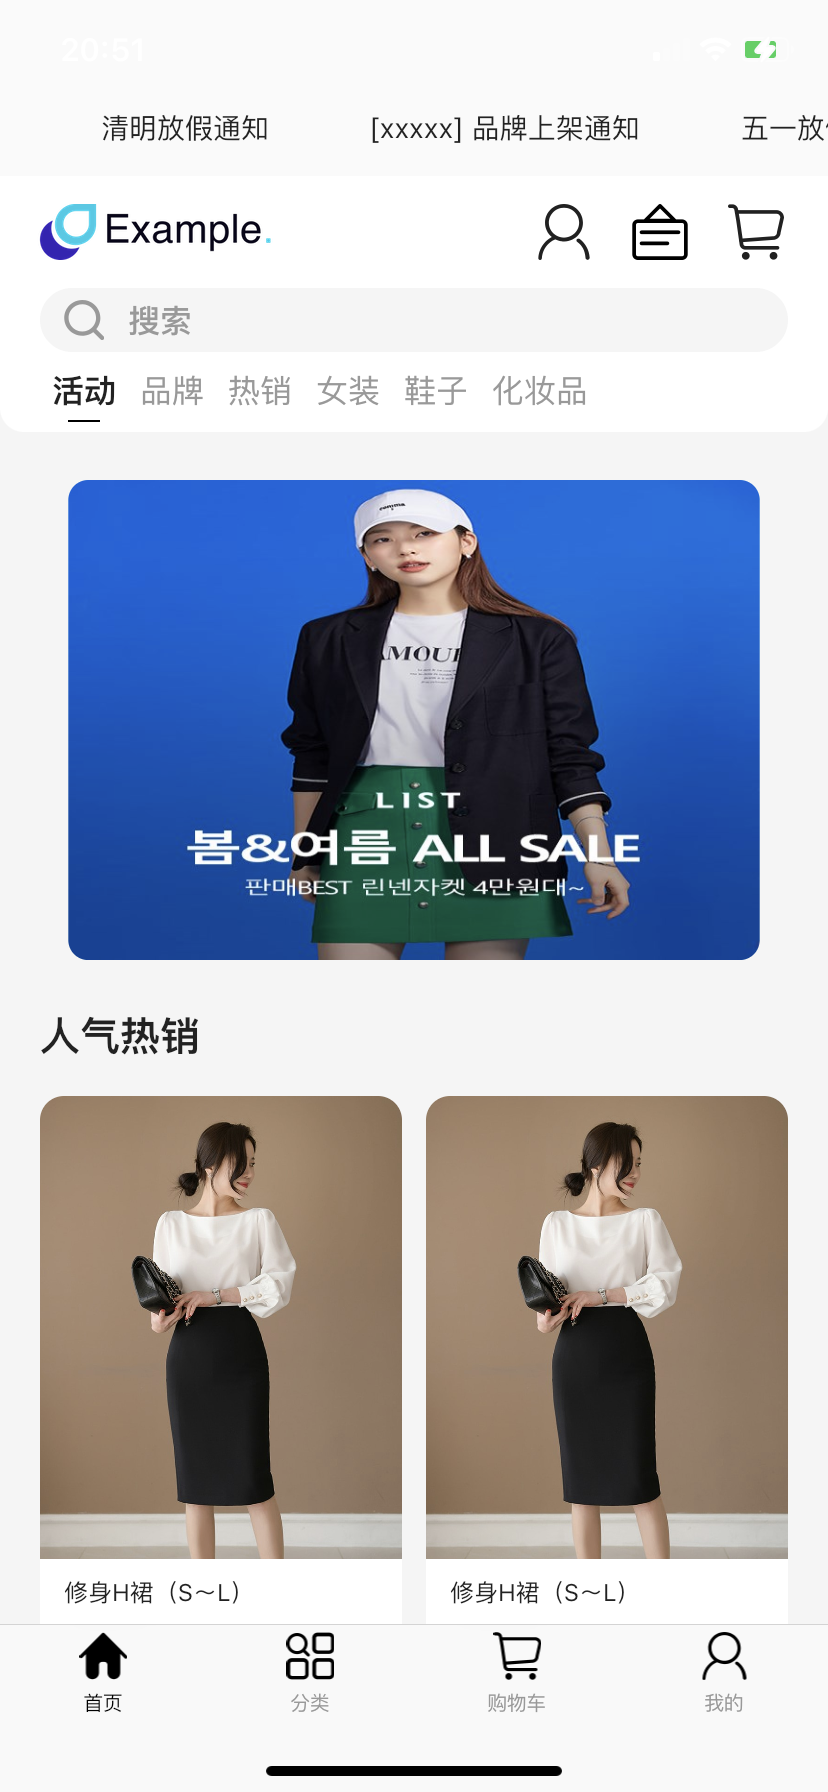 20:51
清明放假通知 [xxxxx] 品牌上架通知 五一放
Example.
搜索
活动 品牌 热销 女装 鞋子 化妆品
AMOUR
LIST
봄&여름 ALL SALE
판매BEST 린넨자켓 4만원대~
人气热销
修身H裙（S～L） 修身H裙（S～L）
首页 分类 购物车 我的